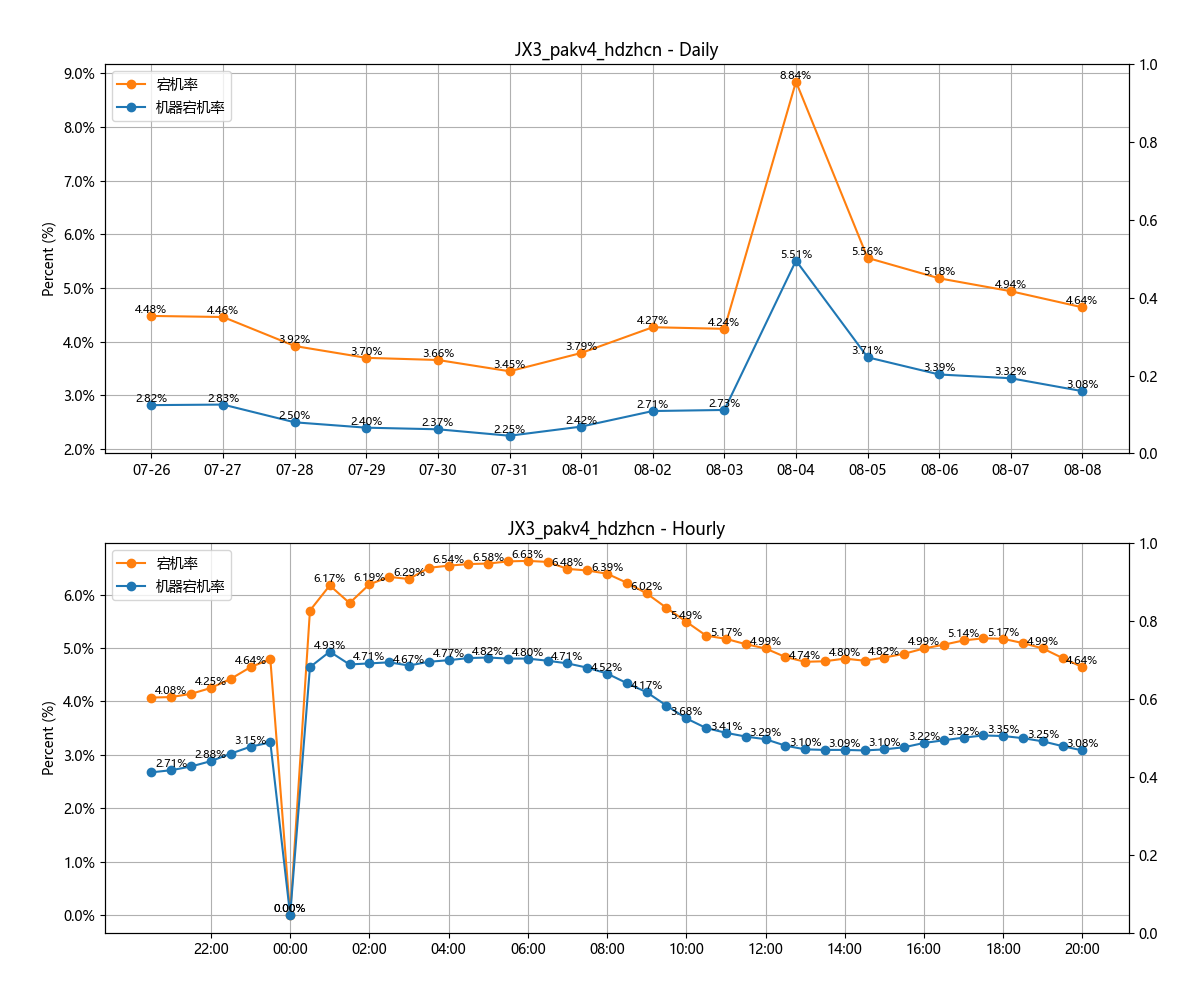 JX3_pakv4_hdzhcn - Daily
宕机率
机器宕机率
Percent (%)
9.0%
8.0%
7.0%
6.0%
5.0%
4.0%
3.0%
2.0%
1.0
0.8
0.6
0.4
0.2
0.0
4.48% 4.46% 3.92% 3.70% 3.66% 3.45% 3.79% 4.27% 4.24% 8.84% 5.56% 5.18% 4.94% 4.64%
2.82% 2.83% 2.50% 2.40% 2.37% 2.25% 2.42% 2.71% 2.73% 5.51% 3.71% 3.39% 3.32% 3.08%
07-26 07-27 07-28 07-29 07-30 07-31 08-01 08-02 08-03 08-04 08-05 08-06 08-07 08-08
JX3_pakv4_hdzhcn - Hourly
宕机率
机器宕机率
Percent (%)
6.0%
5.0%
4.0%
3.0%
2.0%
1.0%
0.0%
1.0
0.8
0.6
0.4
0.2
0.0
4.08% 4.25% 4.64% 0.00% 6.17% 6.19% 6.29% 6.54% 6.58% 6.63% 6.48% 6.39% 6.02% 5.49% 5.17% 4.99% 4.74% 4.80% 4.82% 4.99% 5.14% 5.17% 4.99% 4.64%
2.71% 2.88% 3.15% 0.00% 4.93% 4.71% 4.67% 4.77% 4.82% 4.80% 4.71% 4.52% 4.17% 3.68% 3.41% 3.29% 3.10% 3.09% 3.10% 3.22% 3.32% 3.35% 3.25% 3.08%
22:00 00:00 02:00 04:00 06:00 08:00 10:00 12:00 14:00 16:00 18:00 20:00